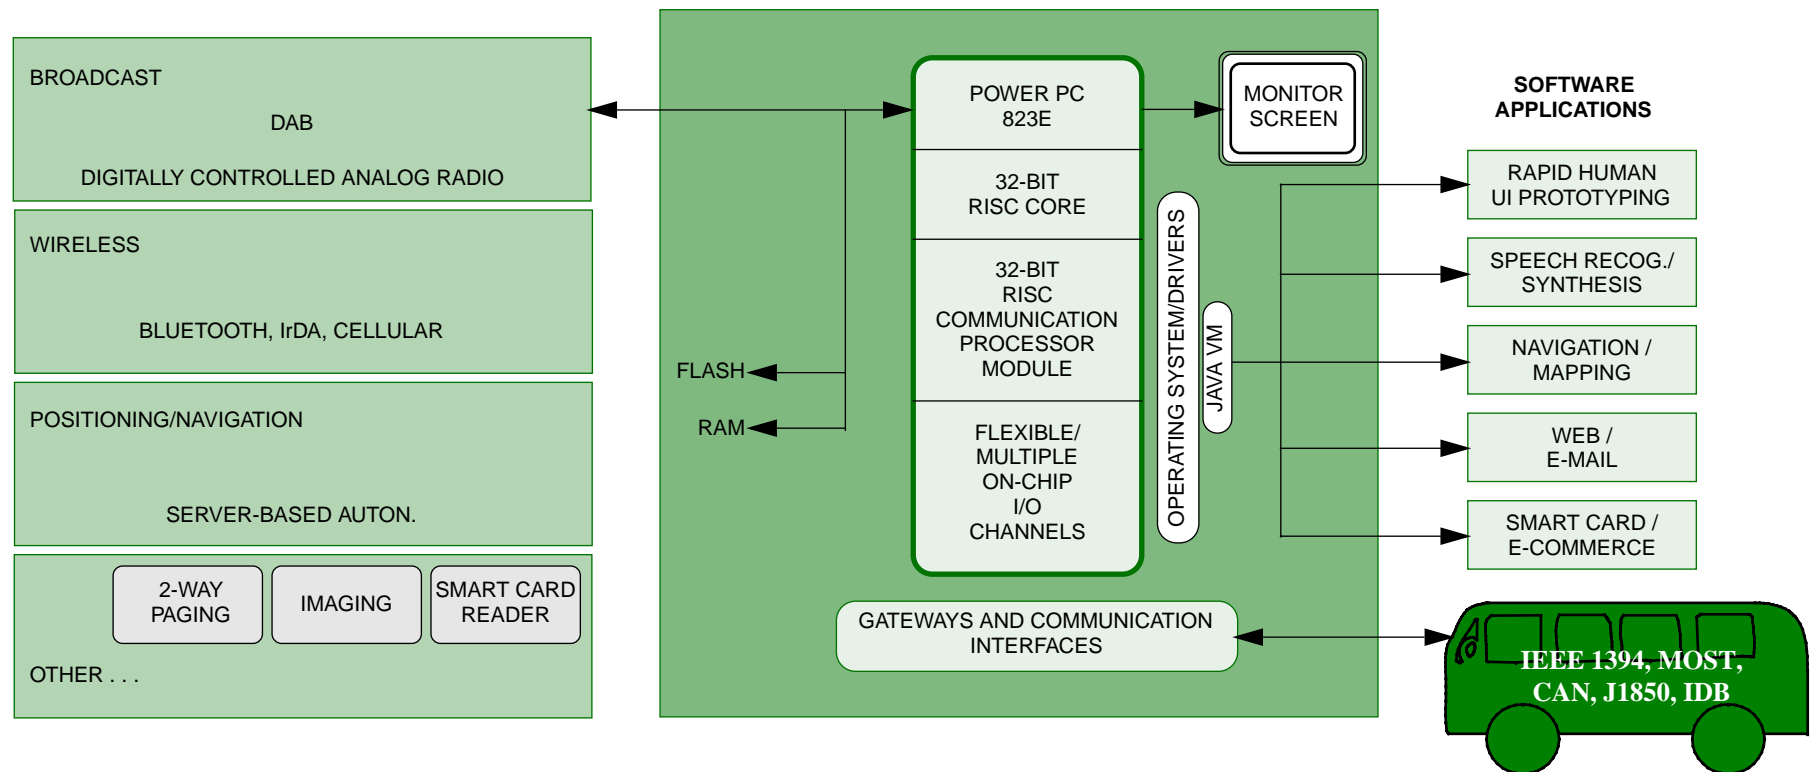 BROADCAST
DAB
DIGITALLY CONTROLLED ANALOG RADIO
WIRELESS
BLUETOOTH, IrDA, CELLULAR
POSITIONING/NAVIGATION
SERVER-BASED AUTON.
2-WAY
PAGING
IMAGING
SMART CARD
READER
OTHER . . .
FLASH
RAM
POWER PC
823E
32-BIT
RISC CORE
32-BIT
RISC
COMMUNICATION
PROCESSOR
MODULE
FLEXIBLE/
MULTIPLE
ON-CHIP
I/O
CHANNELS
OPERATING SYSTEM/DRIVERS
JAVA VM
MONITOR
SCREEN
GATEWAYS AND COMMUNICATION
INTERFACES
SOFTWARE
APPLICATIONS
RAPID HUMAN
UI PROTOTYPING
SPEECH RECOG./
SYNTHESIS
NAVIGATION /
MAPPING
WEB /
E-MAIL
SMART CARD /
E-COMMERCE
IEEE 1394, MOST,
CAN, J1850, IDB